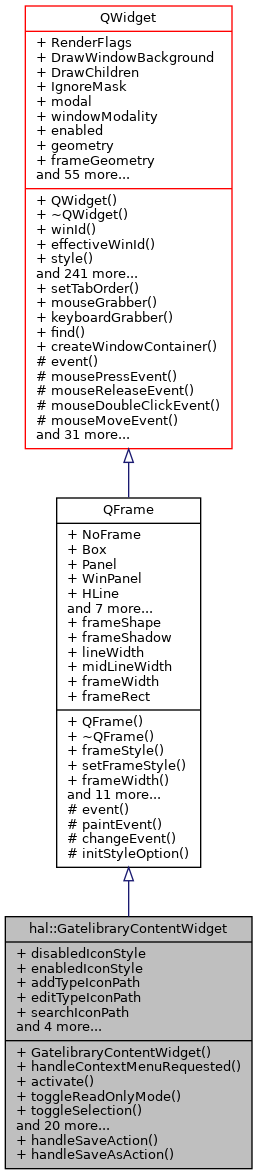 QWidget
+ RenderFlags
+ DrawWindowBackground
+ DrawChildren
+ IgnoreMask
+ modal
+ windowModality
+ enabled
+ geometry
+ frameGeometry
and 55 more...
+ QWidget()
+ ~QWidget()
+ winId()
+ effectiveWinId()
+ style()
and 241 more...
+ setTabOrder()
+ mouseGrabber()
+ keyboardGrabber()
+ find()
+ createWindowContainer()
# event()
# mousePressEvent()
# mouseReleaseEvent()
# mouseDoubleClickEvent()
# mouseMoveEvent()
and 31 more...
QFrame
+ NoFrame
+ Box
+ Panel
+ WinPanel
+ HLine
and 7 more...
+ frameShape
+ frameShadow
+ lineWidth
+ midLineWidth
+ frameWidth
+ frameRect
+ QFrame()
+ ~QFrame()
+ frameStyle()
+ setFrameStyle()
+ frameWidth()
and 11 more...
# event()
# paintEvent()
# changeEvent()
# initStyleOption()
hal::GatelibraryContentWidget
+ disabledIconStyle
+ enabledIconStyle
+ addTypeIconPath
+ editTypeIconPath
+ searchIconPath
and 4 more...
+ GatelibraryContentWidget()
+ handleContextMenuRequested()
+ activate()
+ toggleReadOnlyMode()
+ toggleSelection()
and 20 more...
+ handleSaveAction()
+ handleSaveAsAction()